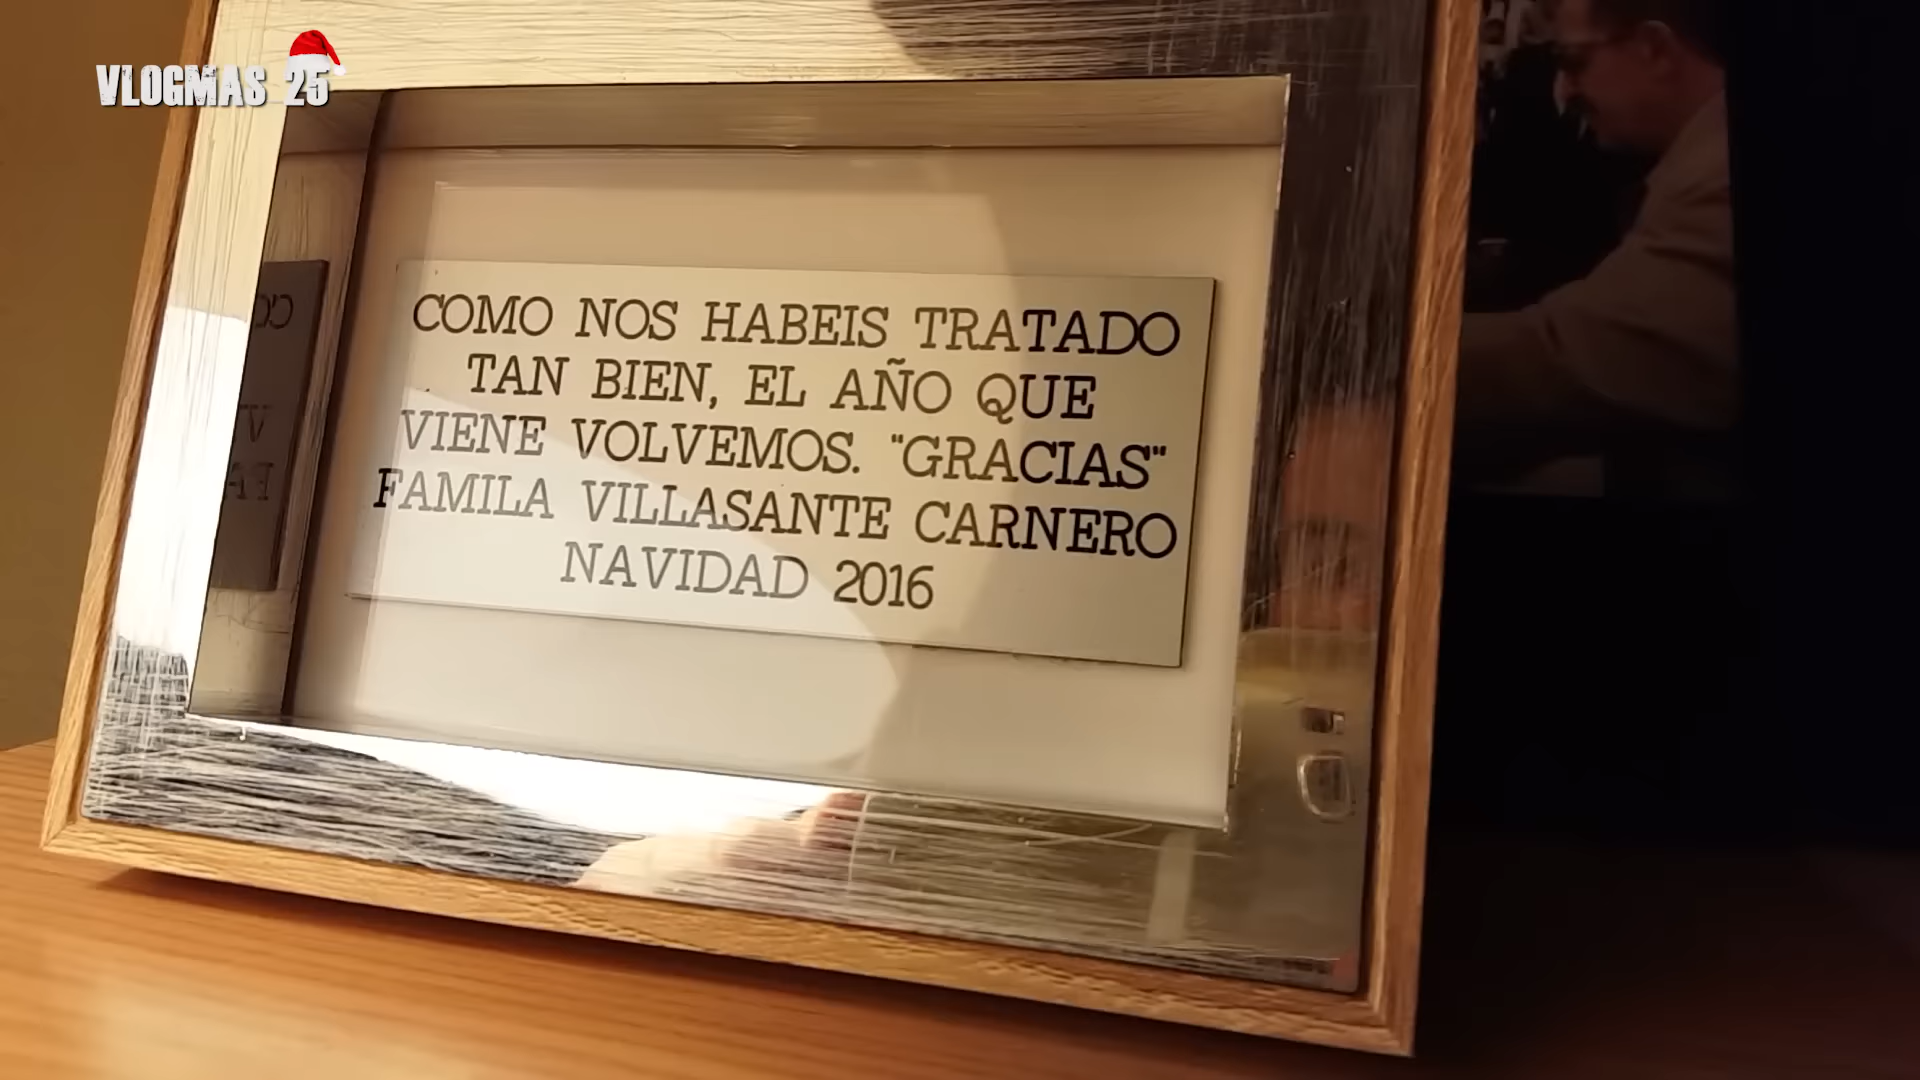 VLOGMAS 25
COMO NOS HABEIS TRATADO
TAN BIEN, EL AÑO QUE
VIENE VOLVEMOS. "GRACIAS"
FAMILA VILLASANTE CARNERO
NAVIDAD 2016